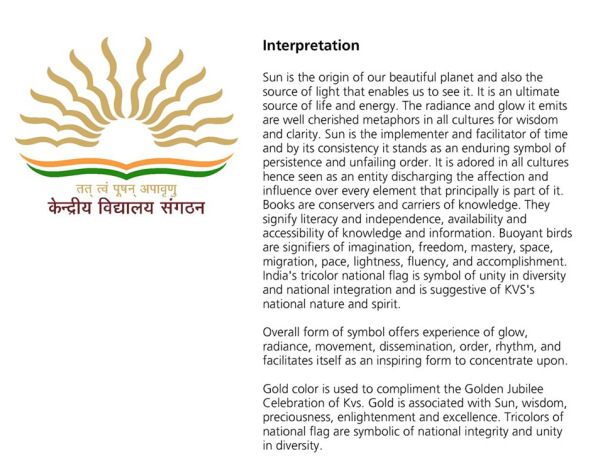 तत् त्वं पूषन् अपावृणु
केन्द्रीय विद्यालय संगठन
Interpretation
Sun is the origin of our beautiful planet and also the
source of light that enables us to see it. It is an ultimate
source of life and energy. The radiance and glow it emits
are well cherished metaphors in all cultures for wisdom
and clarity. Sun is the implementer and facilitator of time
and by its consistency it stands as an enduring symbol of
persistence and unfailing order. It is adored in all cultures
hence seen as an entity discharging the affection and
influence over every element that principally is part of it.
Books are conservers and carriers of knowledge. They
signify literacy and independence, availability and
accessibility of knowledge and information. Buoyant birds
are signifiers of imagination, freedom, mastery, space,
migration, pace, lightness, fluency, and accomplishment.
India's tricolor national flag is symbol of unity in diversity
and national integration and is suggestive of KVS's
national nature and spirit.
Overall form of symbol offers experience of glow,
radiance, movement, dissemination, order, rhythm, and
facilitates itself as an inspiring form to concentrate upon.
Gold color is used to compliment the Golden Jubilee
Celebration of Kvs. Gold is associated with Sun, wisdom,
preciousness, enlightenment and excellence. Tricolors of
national flag are symbolic of national integrity and unity
in diversity.